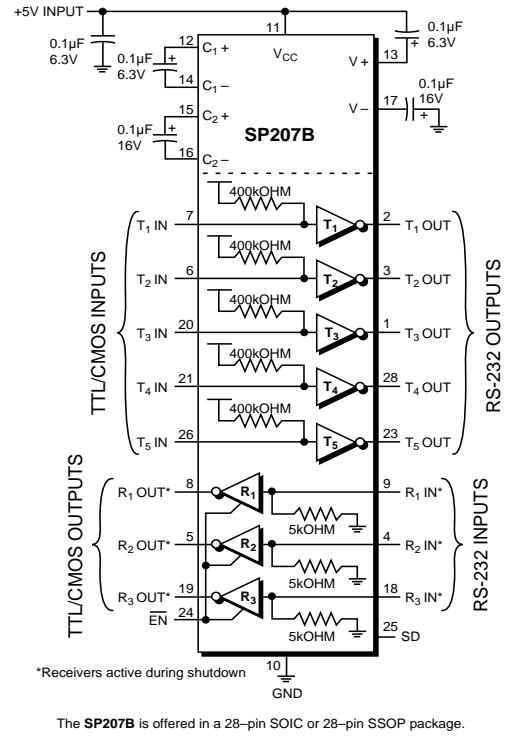 +5V INPUT
0.1µF
6.3V
11
VCC
0.1µF
6.3V
12
C1 +
0.1µF
6.3V
14
C1 –
13
V +
0.1µF
16V
17
V –
15
C2 +
0.1µF
16V
16
C2 –
SP207B
TTL/CMOS INPUTS
RS-232 OUTPUTS
400kOHM
T1 IN 7 T1 2 T1 OUT
400kOHM
T2 IN 6 T2 3 T2 OUT
400kOHM
T3 IN 20 T3 1 T3 OUT
400kOHM
T4 IN 21 T4 28 T4 OUT
400kOHM
T5 IN 26 T5 23 T5 OUT
TTL/CMOS OUTPUTS
RS-232 INPUTS
R1 OUT* 8 R1 9 R1 IN*
5kOHM
R2 OUT* 5 R2 4 R2 IN*
5kOHM
R3 OUT* 19 R3 18 R3 IN*
5kOHM
EN 24
25 SD
*Receivers active during shutdown
10
GND
The SP207B is offered in a 28–pin SOIC or 28–pin SSOP package.